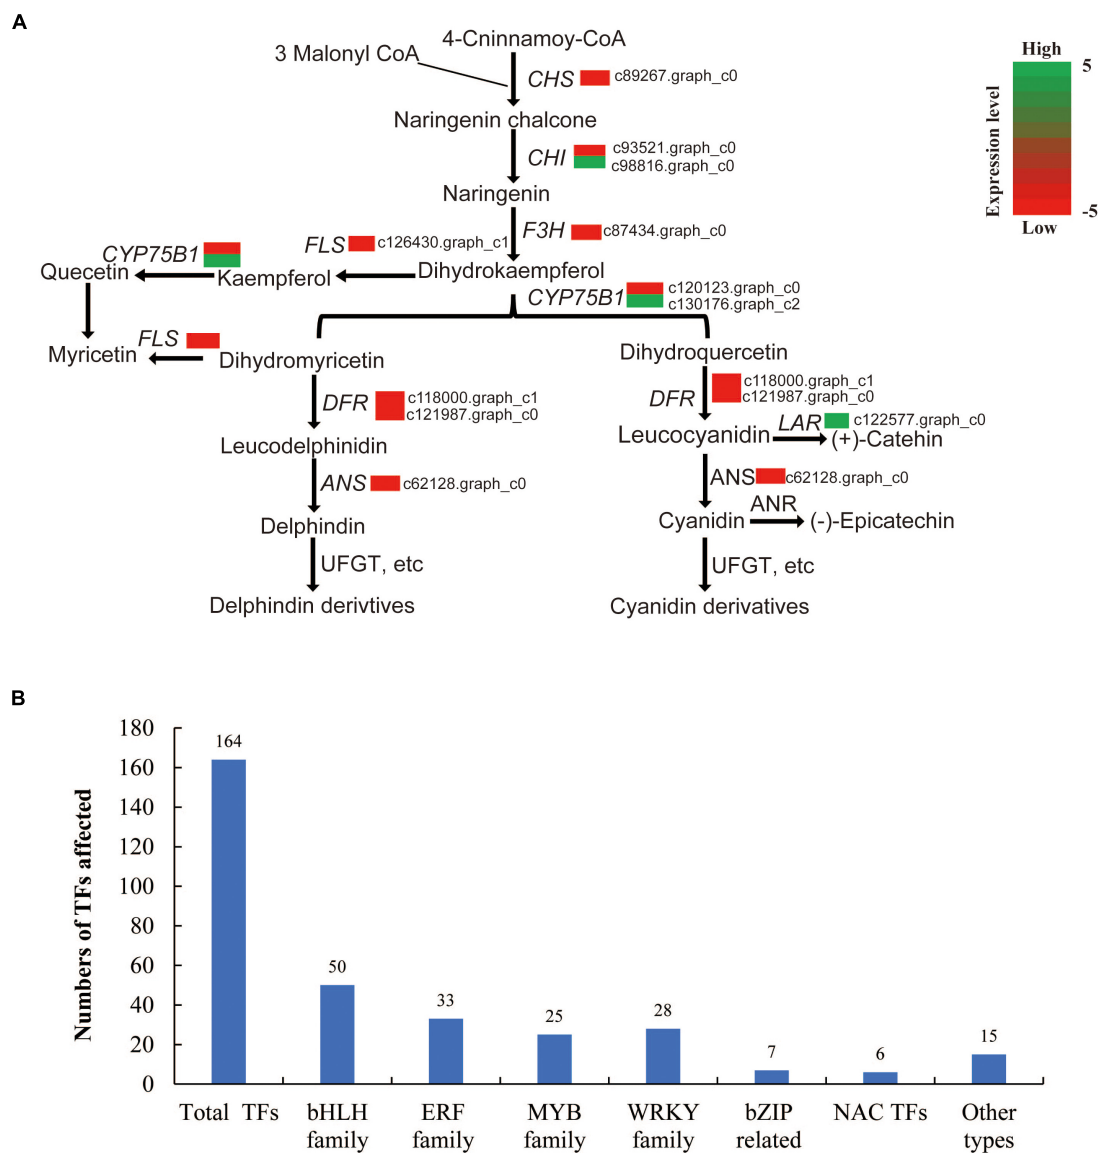 A
3 Malonyl CoA
4-Cninnamoy-CoA
CHS c89267.graph_c0
Naringenin chalcone
CHI c93521.graph_c0
c98816.graph_c0
Naringenin
F3H c87434.graph_c0
FLS c126430.graph_c1
CYP75B1
Quecetin
Kaempferol
Dihydrokaempferol
CYP75B1 c120123.graph_c0
c130176.graph_c2
FLS
Myricetin
Dihydromyricetin
Dihydroquercetin
DFR c118000.graph_c1
c121987.graph_c0
DFR c118000.graph_c1
c121987.graph_c0
Leucodelphinidin
Leucocyanidin
LAR c122577.graph_c0
(+)-Catehin
ANS c62128.graph_c0
ANS c62128.graph_c0
Delphindin
Cyanidin
ANR
(-)-Epicatechin
UFGT, etc
UFGT, etc
Delphindin derivtives
Cyanidin derivatives
High
5
Expression level
-5
Low
B
Numbers of TFs affected
180
160
140
120
100
80
60
40
20
0
164
50
33
25
28
7
6
15
Total TFs
bHLH
family
ERF
family
MYB
family
WRKY
family
bZIP
related
NAC TFs
Other
types